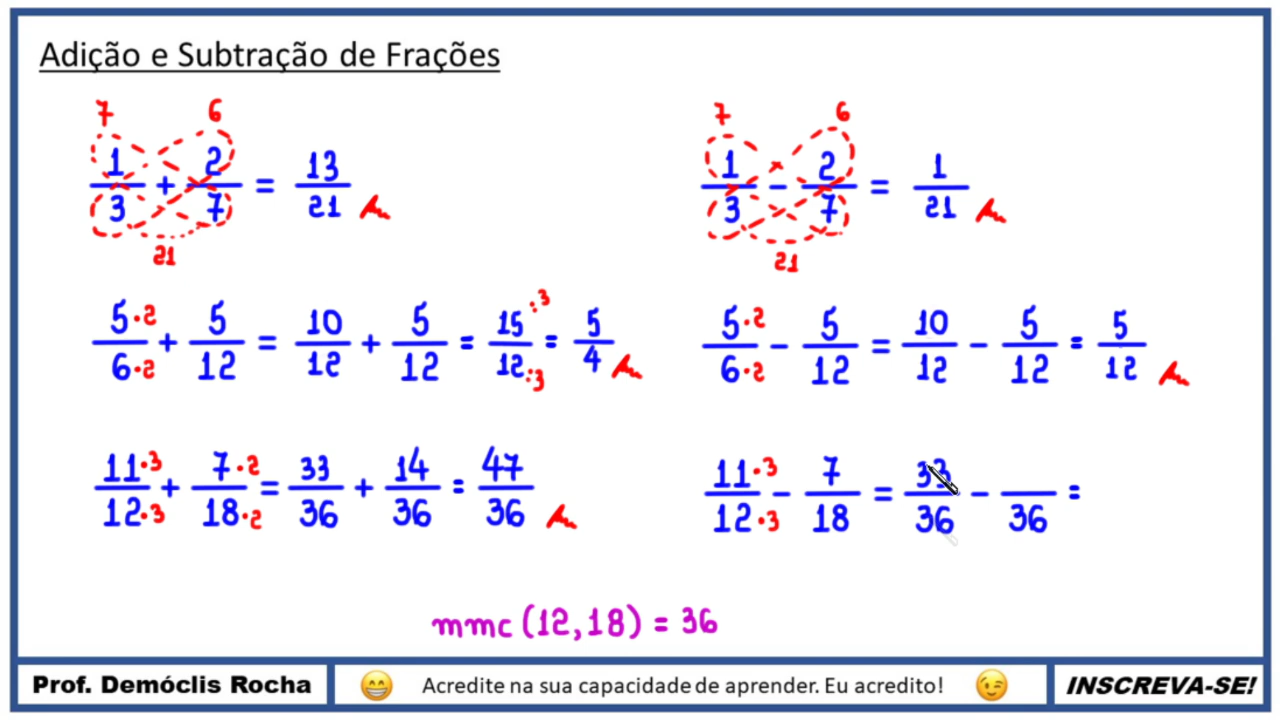 Adição e Subtração de Frações
7 6
1/3 + 2/7 = 13/21
21
7 6
1/3 - 2/7 = 1/21
21
5·2/6·2 + 5/12 = 10/12 + 5/12 = 15:3/12:3 = 5/4
5·2/6·2 - 5/12 = 10/12 - 5/12 = 5/12
11·3/12·3 + 7·2/18·2 = 33/36 + 14/36 = 47/36
11·3/12·3 - 7/18 = 33/36 - /36 =
mmc (12,18) = 36
Prof. Demóclis Rocha
😁 Acredite na sua capacidade de aprender. Eu acredito! 😉
INSCREVA-SE!